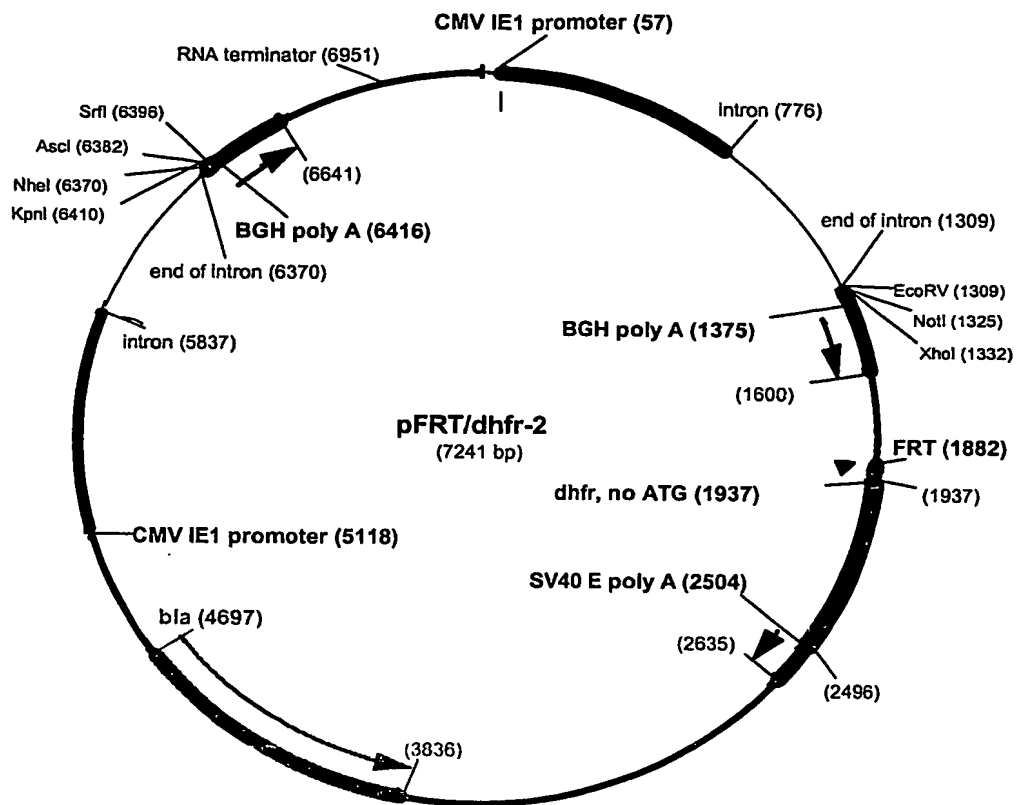 CMV IE1 promoter (57)
RNA terminator (6951)
SrfI (6396)
intron (776)
AscI (6382)
(6641)
NheI (6370)
KpnI (6410)
BGH poly A (6416)
end of intron (1309)
end of intron (6370)
EcoRV (1309)
NotI (1325)
BGH poly A (1375)
intron (5837)
XhoI (1332)
(1600)
pFRT/dhfr-2
(7241 bp)
FRT (1882)
dhfr, no ATG (1937)
(1937)
CMV IE1 promoter (5118)
SV40 E poly A (2504)
bla (4697)
(2635)
(2496)
(3836)